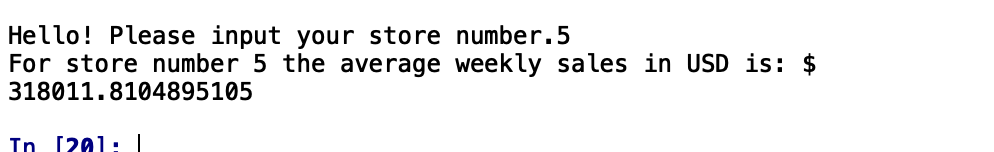 Hello! Please input your store number.5
For store number 5 the average weekly sales in USD is: $
318011.8104895105
In [20]: